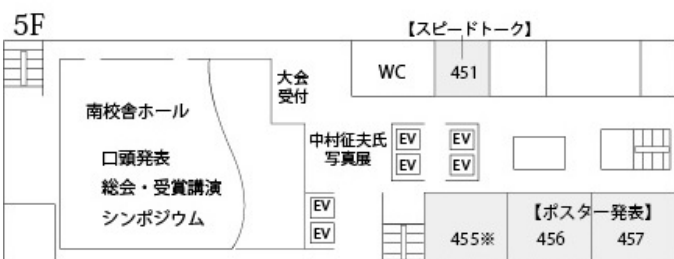 5F
【スピードトーク】
大会
受付
WC
451
南校舎ホール
中村征夫氏
写真展
EV
EV
EV
EV
口頭発表
総会・受賞講演
シンポジウム
EV
EV
【ポスター発表】
455※
456
457